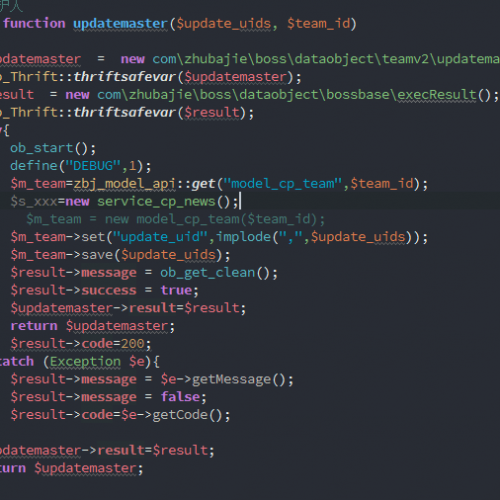 护人
function updatemaster($update_uids, $team_id)
pdatemaster  =  new com\zhubajie\boss\dataobject\teamv2\updatema
o_Thrift::thriftsafevar($updatemaster);
esult  = new com\zhubajie\boss\dataobject\bossbase\execResult();
o_Thrift::thriftsafevar($result);
y{
ob_start();
define("DEBUG",1);
$m_team=zbj_model_api::get("model_cp_team",$team_id);
$s_xxx=new service_cp_news();
$m_team = new model_cp_team($team_id);
$m_team->set("update_uid",implode(",",$update_uids));
$m_team->save($update_uids);
$result->message = ob_get_clean();
$result->success = true;
$updatemaster->result=$result;
return $updatemaster;
$result->code=200;
catch (Exception $e){
$result->message = $e->getMessage();
$result->message = false;
$result->code=$e->getCode();
pdatemaster->result=$result;
turn $updatemaster;